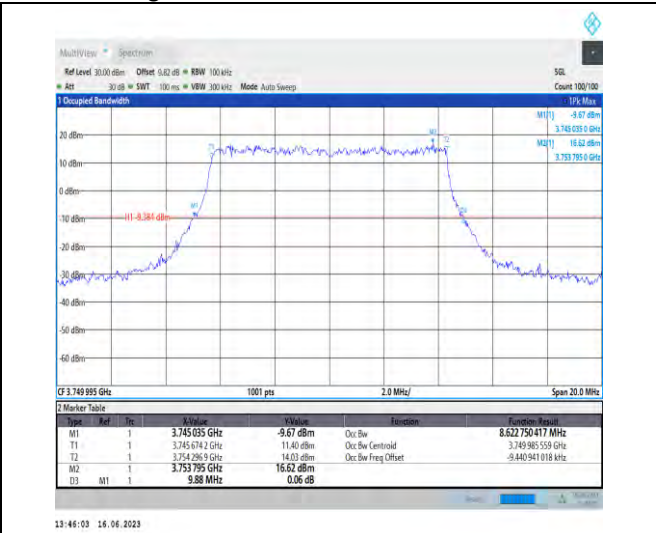 MultiView Spectrum
Ref Level 30.00 dBm Offset 9.82 dB RBW 100 kHz SGL
Att 30 dB SWT 100 ms VBW 300 kHz Mode Auto Sweep Count 100/100
1 Occupied Bandwidth 1Pk Max
M1[1] -9.67 dBm
3.745 035 0 GHz
M2[1] 16.62 dBm
3.753 795 0 GHz
20 dBm
M2
T1
T2
10 dBm
0 dBm
M1
D3
-10 dBm
H1 -9.384 dBm
-20 dBm
-30 dBm
-40 dBm
-50 dBm
-60 dBm
CF 3.749 995 GHz 1001 pts 2.0 MHz/ Span 20.0 MHz
2 Marker Table
Type Ref Trc X-Value Y-Value Function Function Result
M1 1 3.745 035 GHz -9.67 dBm Occ Bw 8.622 750 417 MHz
T1 1 3.745 674 2 GHz 11.40 dBm Occ Bw Centroid 3.749 985 559 GHz
T2 1 3.754 296 9 GHz 14.03 dBm Occ Bw Freq Offset -9.440 941 018 kHz
M2 1 3.753 795 GHz 16.62 dBm
D3 M1 1 9.88 MHz 0.06 dB
13:46:03 16.06.2023